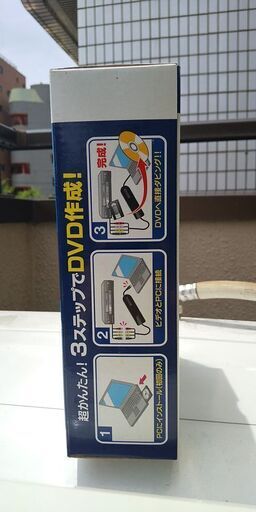 超かんたん!3ステップでDVD作成!
1
PCにインストール(初回のみ)
2
ビデオとPCに接続
3
完成!
DVDへ直接ダビング!!